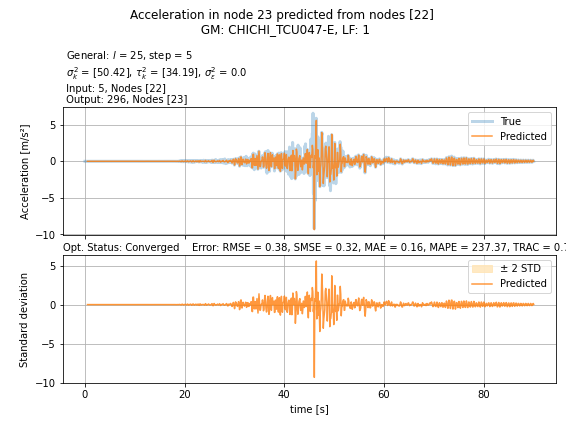 Acceleration in node 23 predicted from nodes [22]
GM: CHICHI_TCU047-E, LF: 1
General: l = 25, step = 5
σ²ₖ = [50.42], τ²ₖ = [34.19], σ²ε = 0.0
Input: 5, Nodes [22]
Output: 296, Nodes [23]
Acceleration [m/s²]
5
0
−5
−10
True
Predicted
Opt. Status: Converged Error: RMSE = 0.38, SMSE = 0.32, MAE = 0.16, MAPE = 237.37, TRAC = 0.7
Standard deviation
5
0
−5
−10
± 2 STD
Predicted
0 20 40 60 80
time [s]